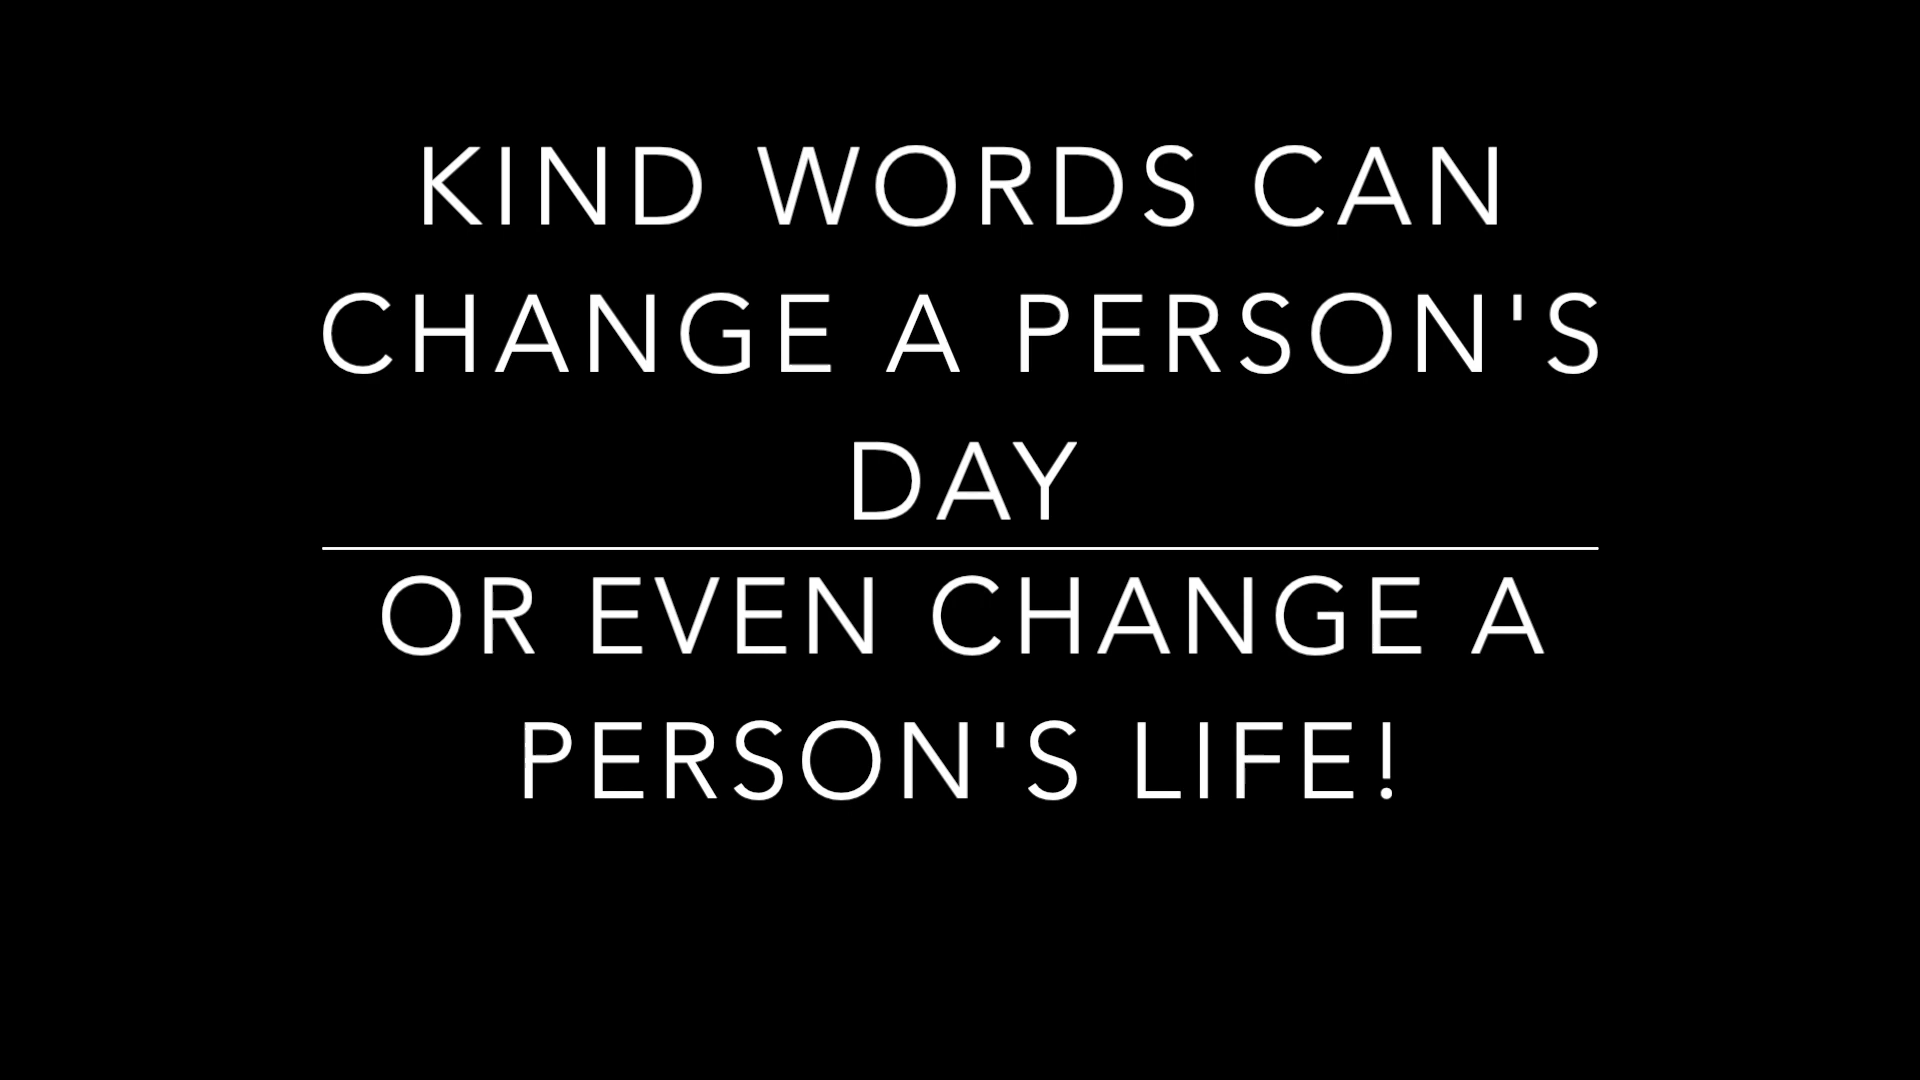 KIND WORDS CAN
CHANGE A PERSON'S
DAY
OR EVEN CHANGE A
PERSON'S LIFE!